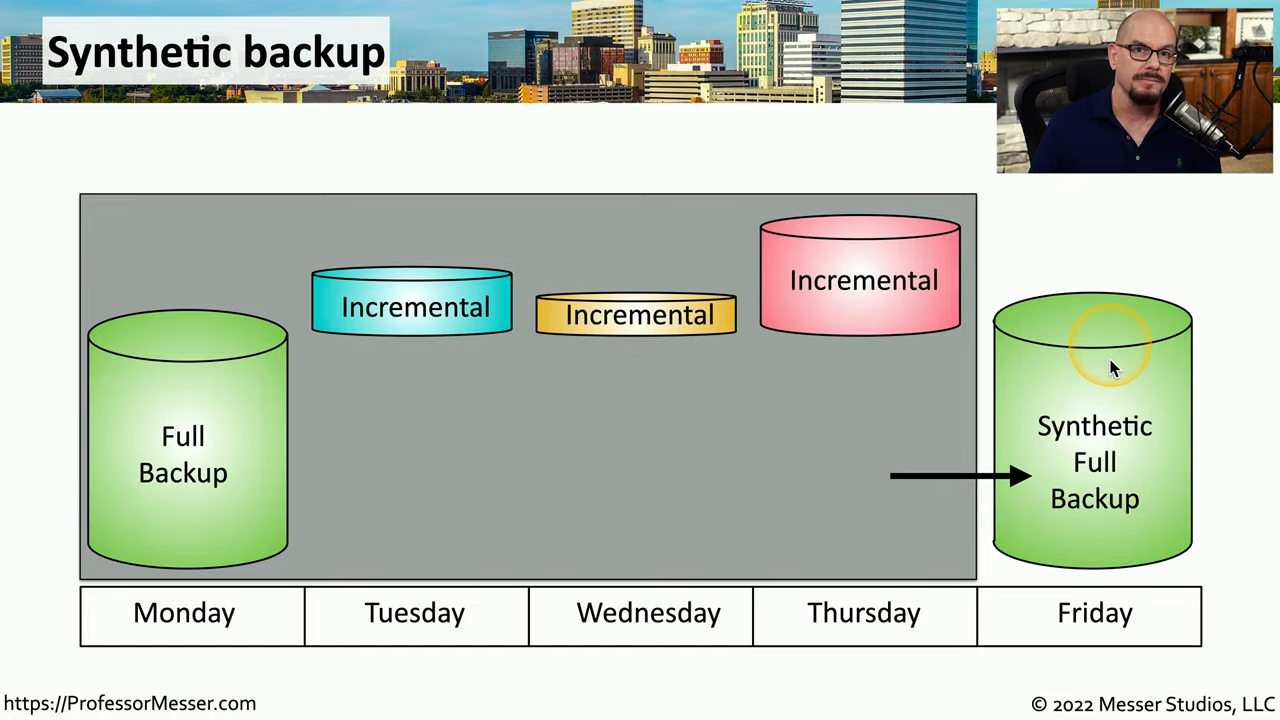 Synthetic backup
Full
Backup
Incremental
Incremental
Incremental
Synthetic
Full
Backup
Monday
Tuesday
Wednesday
Thursday
Friday
https://ProfessorMesser.com
© 2022 Messer Studios, LLC